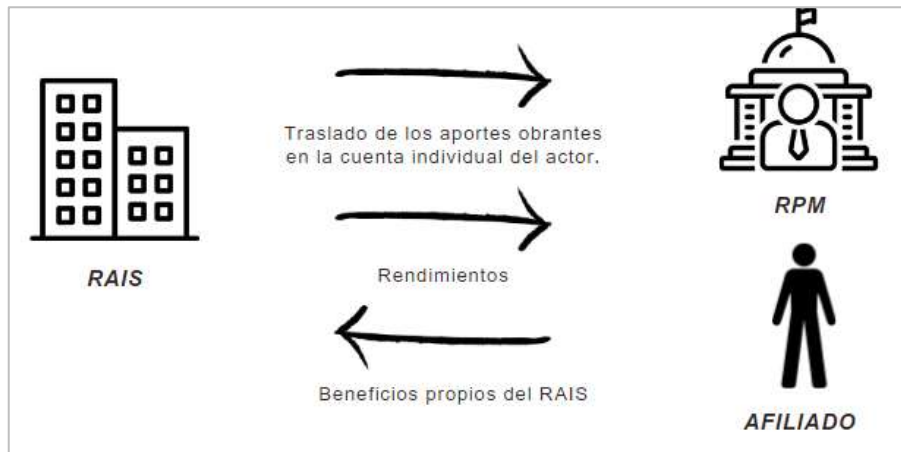 Traslado de los aportes obrantes
en la cuenta individual del actor.
RPM
RAIS
Rendimientos
Beneficios propios del RAIS
AFILIADO